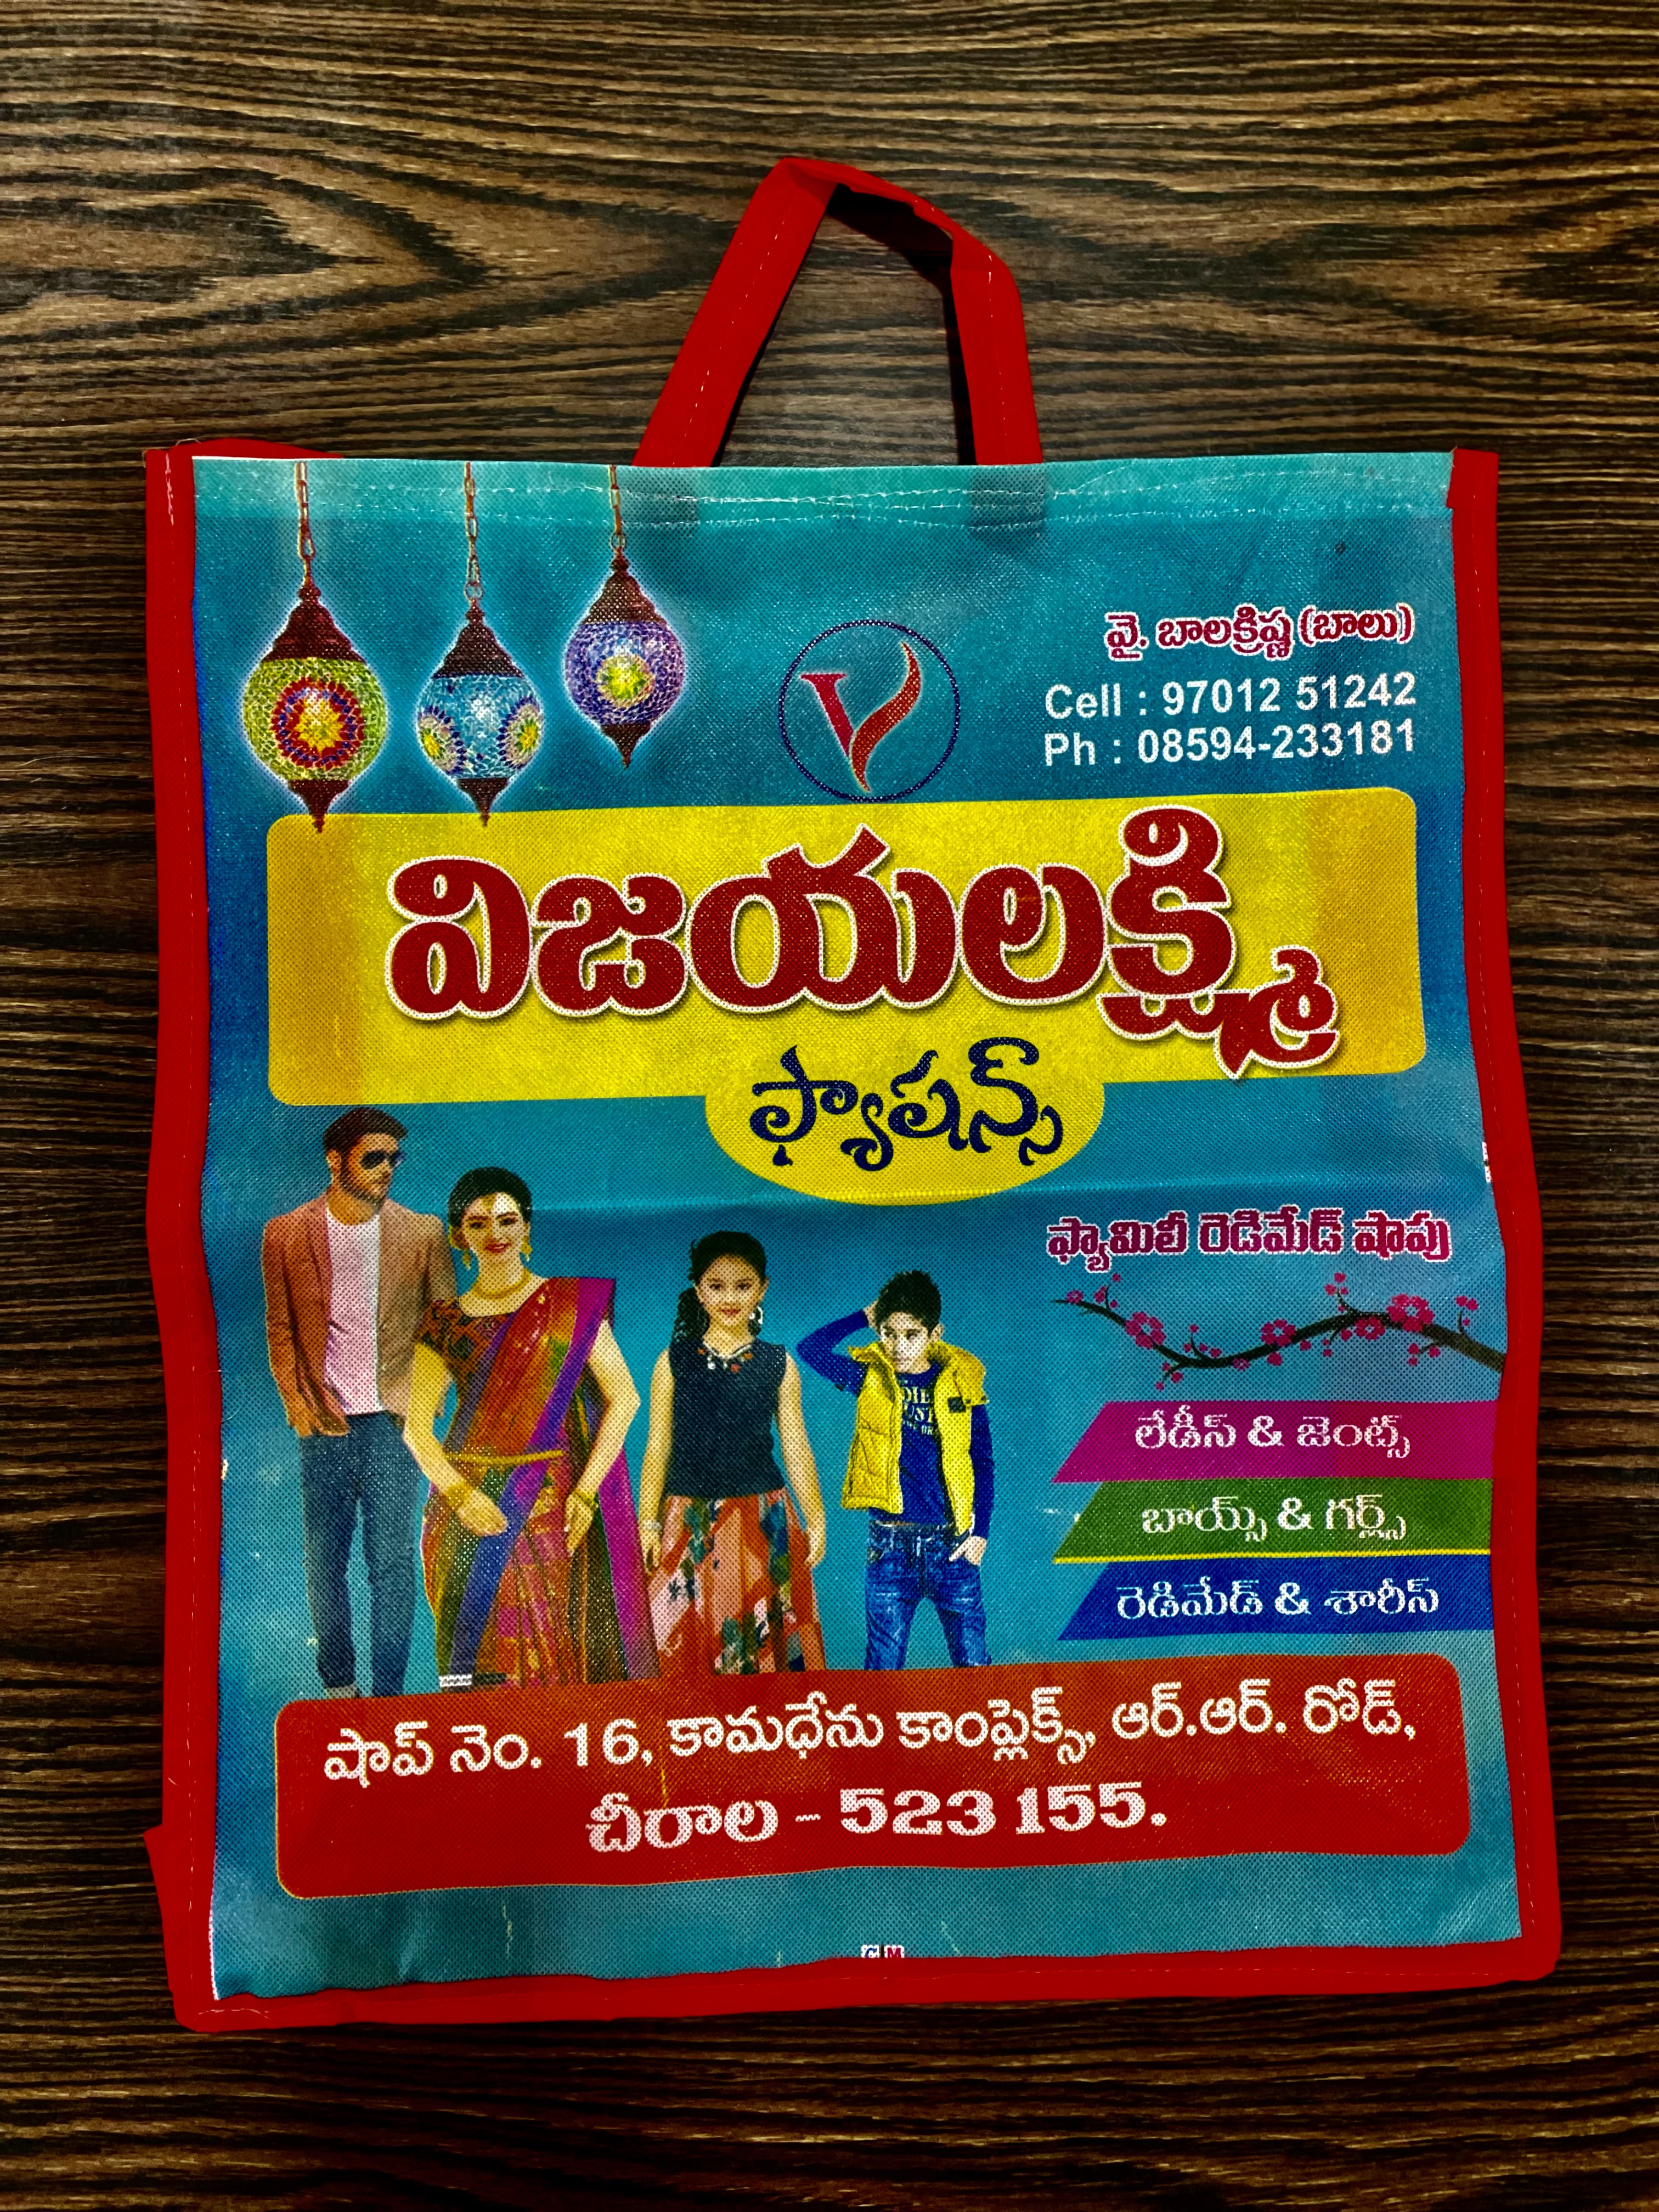 వై. బాలక్రిష్ణ (బాలు)
Cell : 97012 51242
Ph : 08594-233181
V
విజయలక్ష్మి
ఫ్యాషన్స్
ఫ్యామిలీ రెడిమేడ్ షాపు
లేడీస్ & జెంట్స్
బాయ్స్ & గర్ల్స్
రెడిమేడ్ & శారీస్
షాప్ నెం. 16, కామధేను కాంప్లెక్స్, ఆర్.ఆర్. రోడ్,
చీరాల - 523 155.